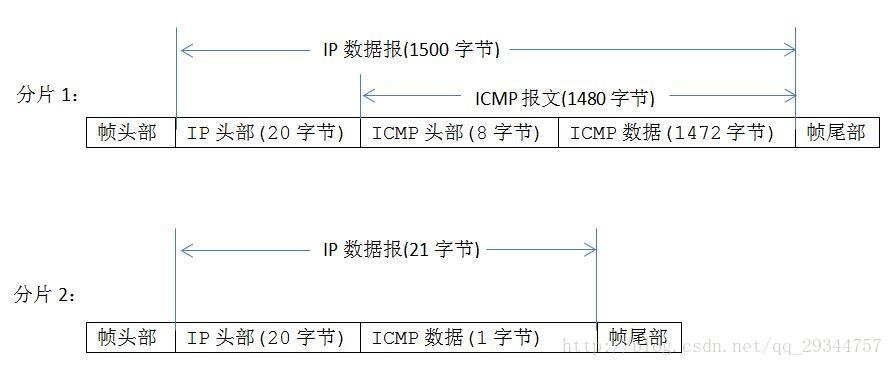 IP 数据报(1500 字节)
分片 1：
ICMP 报文(1480 字节)
帧头部 IP 头部(20 字节) ICMP 头部(8 字节) ICMP 数据(1472 字节) 帧尾部
IP 数据报(21 字节)
分片 2：
帧头部 IP 头部(20 字节) ICMP 数据(1 字节) 帧尾部
http://blog.csdn.net/qq_29344757